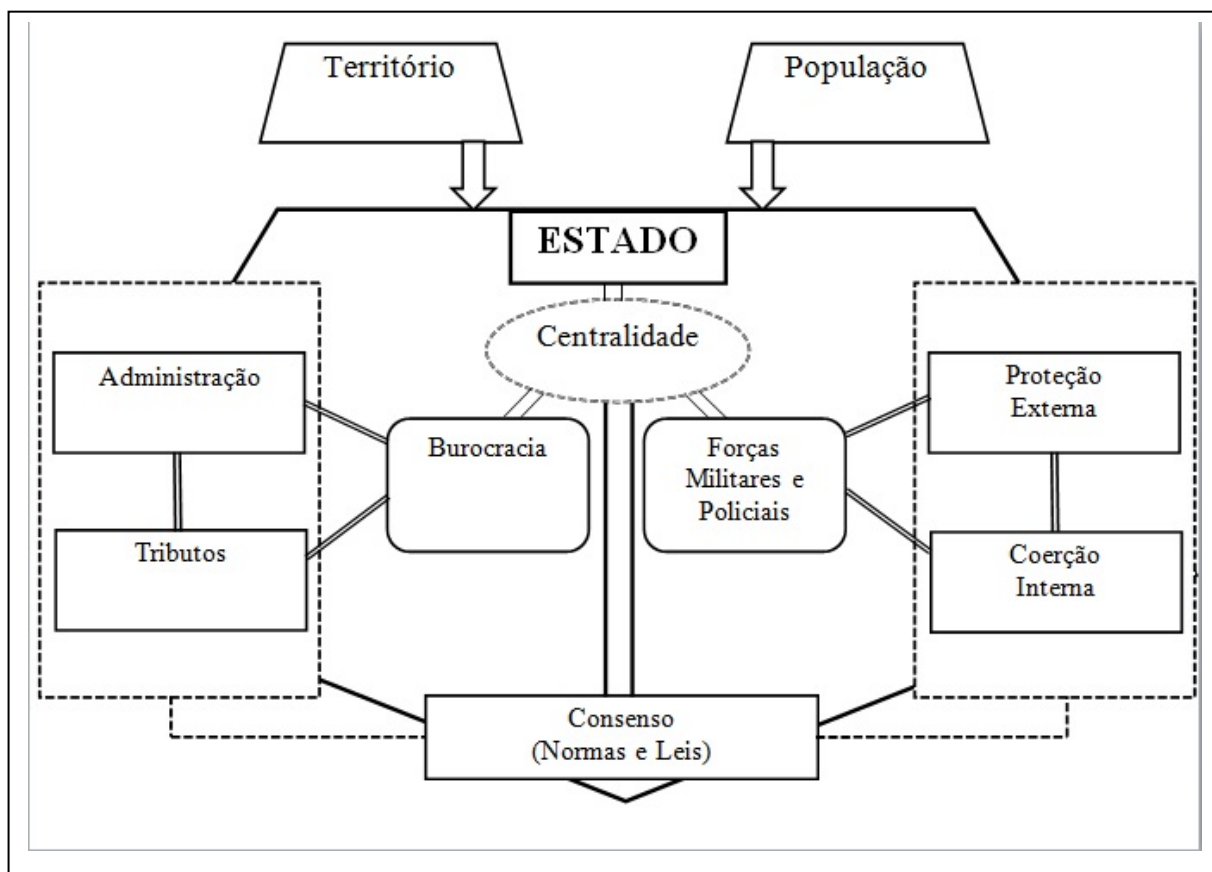 Território
População
ESTADO
Centralidade
Administração
Burocracia
Forças
Militares e
Policiais
Proteção
Externa
Tributos
Coerção
Interna
Consenso
(Normas e Leis)